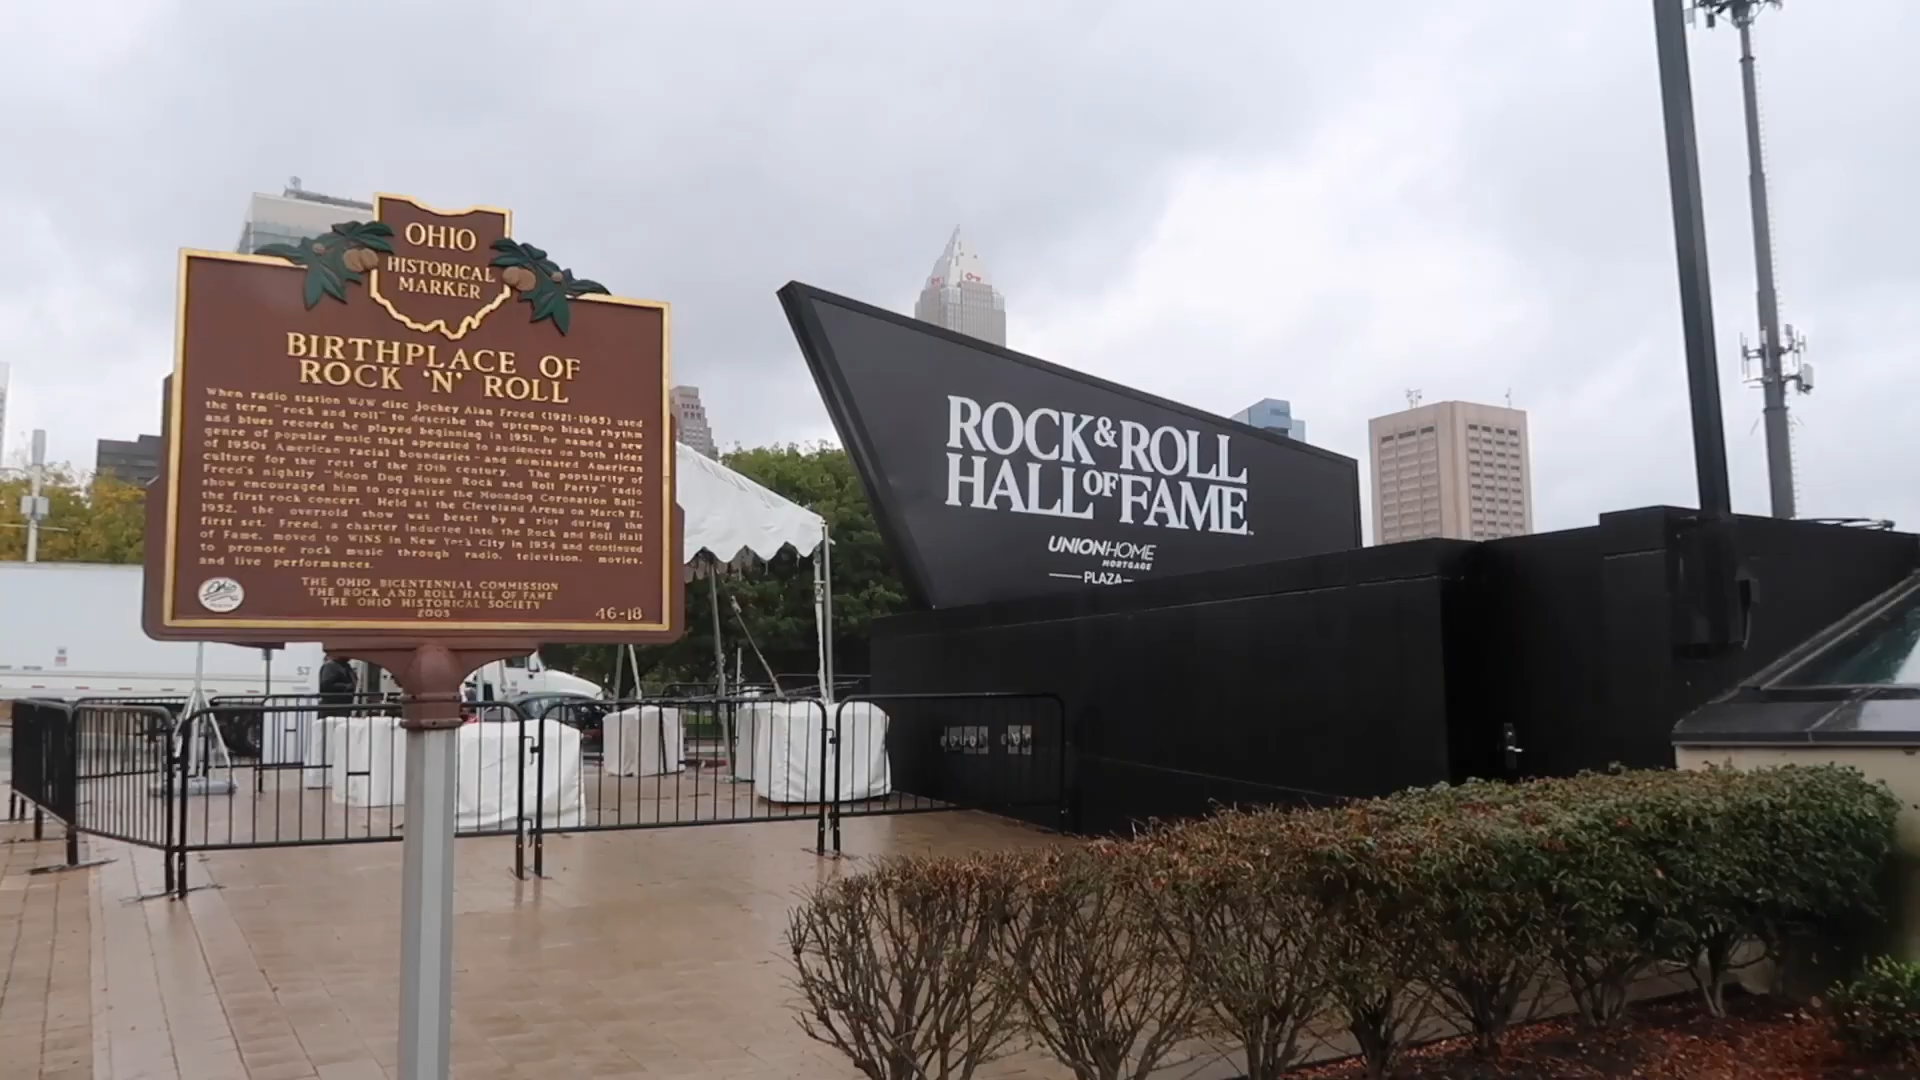 OHIO
HISTORICAL
MARKER
BIRTHPLACE OF
ROCK 'N' ROLL
When radio station WJW disc jockey Alan Freed (1921-1965) used
the term "rock and roll" to describe the uptempo black rhythm
and blues records he played beginning in 1951, he named a new
genre of popular music that appealed to audiences on both sides
of 1950s American racial boundaries-and dominated American
culture for the rest of the 20th century. The popularity of
Freed's nightly "Moon Dog House Rock and Roll Party" radio
show encouraged him to organize the Moondog Coronation Ball-
the first rock concert. Held at the Cleveland Arena on March 21,
1952, the oversold show was beset by a riot during the
first set. Freed, a charter inductee into the Rock and Roll Hall
of Fame, moved to WINS in New York City in 1954 and continued
to promote rock music through radio, television, movies,
and live performances.
THE OHIO BICENTENNIAL COMMISSION
THE ROCK AND ROLL HALL OF FAME
THE OHIO HISTORICAL SOCIETY
2003
46-18
Ohio
ROCK & ROLL
HALL OF FAME
UNION HOME
MORTGAGE
PLAZA